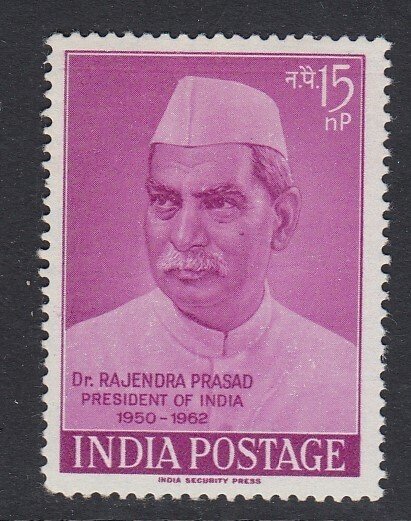 न.पै. 15
nP
Dr. RAJENDRA PRASAD
PRESIDENT OF INDIA
1950-1962
INDIA POSTAGE
INDIA SECURITY PRESS